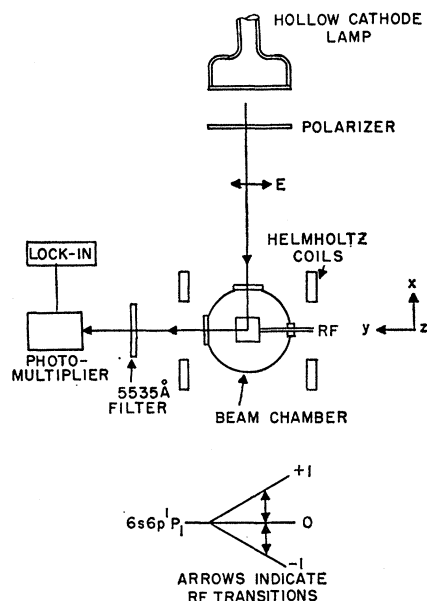 HOLLOW CATHODE
LAMP
POLARIZER
E
HELMHOLTZ
COILS
LOCK-IN
x
y
z
RF
PHOTO-
MULTIPLIER
5535Å
FILTER
BEAM CHAMBER
+1
6s6p ¹P₁
0
-1
ARROWS INDICATE
RF TRANSITIONS